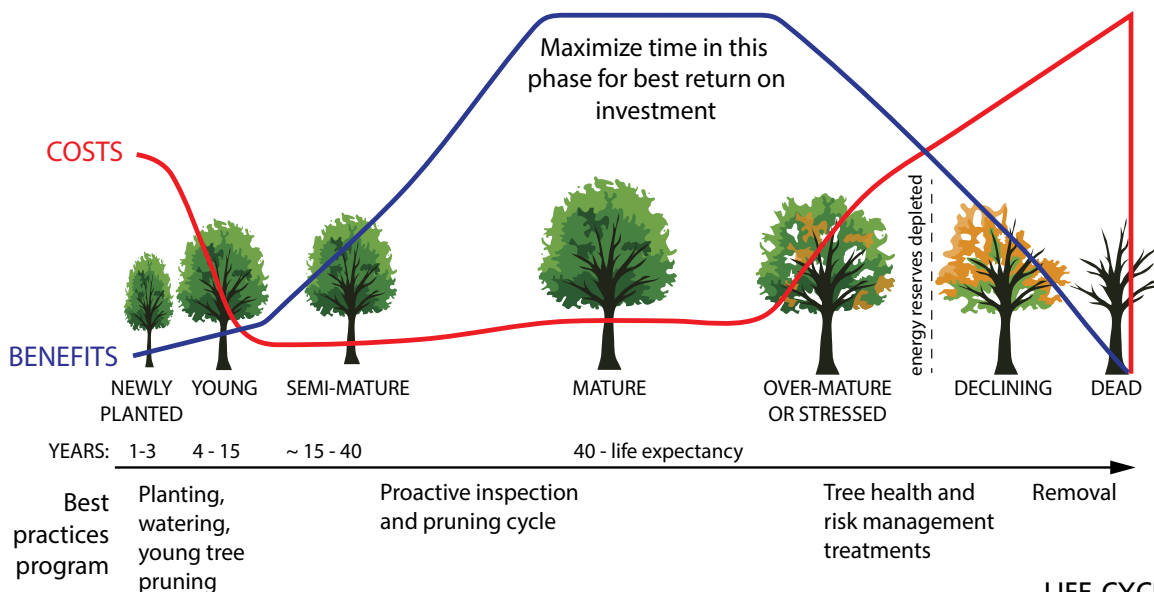 Maximize time in this
phase for best return on
investment
COSTS
BENEFITS
energy reserves depleted
NEWLY
PLANTED
YOUNG
SEMI-MATURE
MATURE
OVER-MATURE
OR STRESSED
DECLINING
DEAD
YEARS: 1-3 4 - 15 ~ 15 - 40 40 - life expectancy
Best
practices
program
Planting,
watering,
young tree
pruning
Proactive inspection
and pruning cycle
Tree health and
risk management
treatments
Removal
LIFE